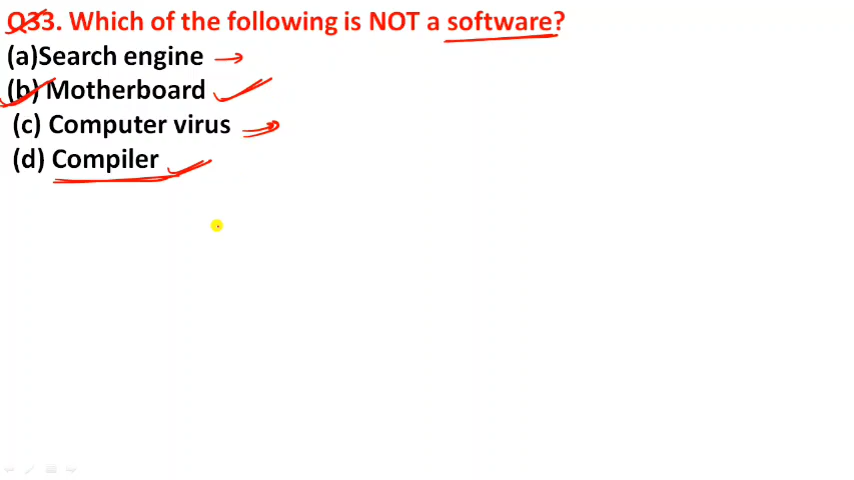 Q33. Which of the following is NOT a software?
(a)Search engine
(b) Motherboard
(c) Computer virus
(d) Compiler